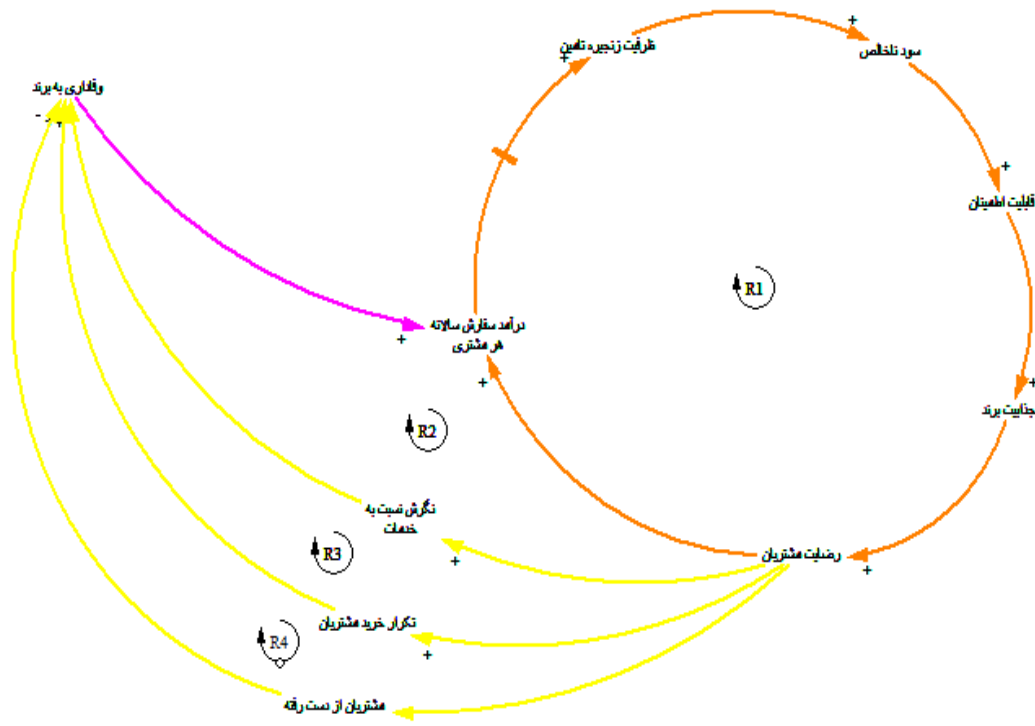 ظرفیت زنجیره تامین
+
+
سود ناخالص
وفاداری به برند
-
+
+
قابلیت اطمینان
R1
درآمد سفارش سالانه
هر مشتری
+
+
+
جذابیت برند
R2
نگرش نسبت به
خدمات
+
R3
رضایت مشتریان
+
تکرار خرید مشتریان
+
R4
مشتریان از دست رفته